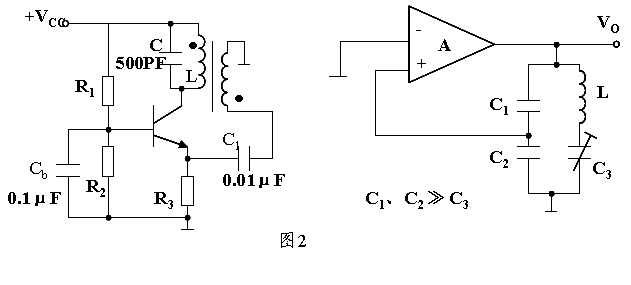 +VCC
C
500PF
L
R1
Cb
0.1μF
R2
R3
C1
0.01μF
-
A
+
VO
C1
L
C2
C3
C1、C2≫C3
图2